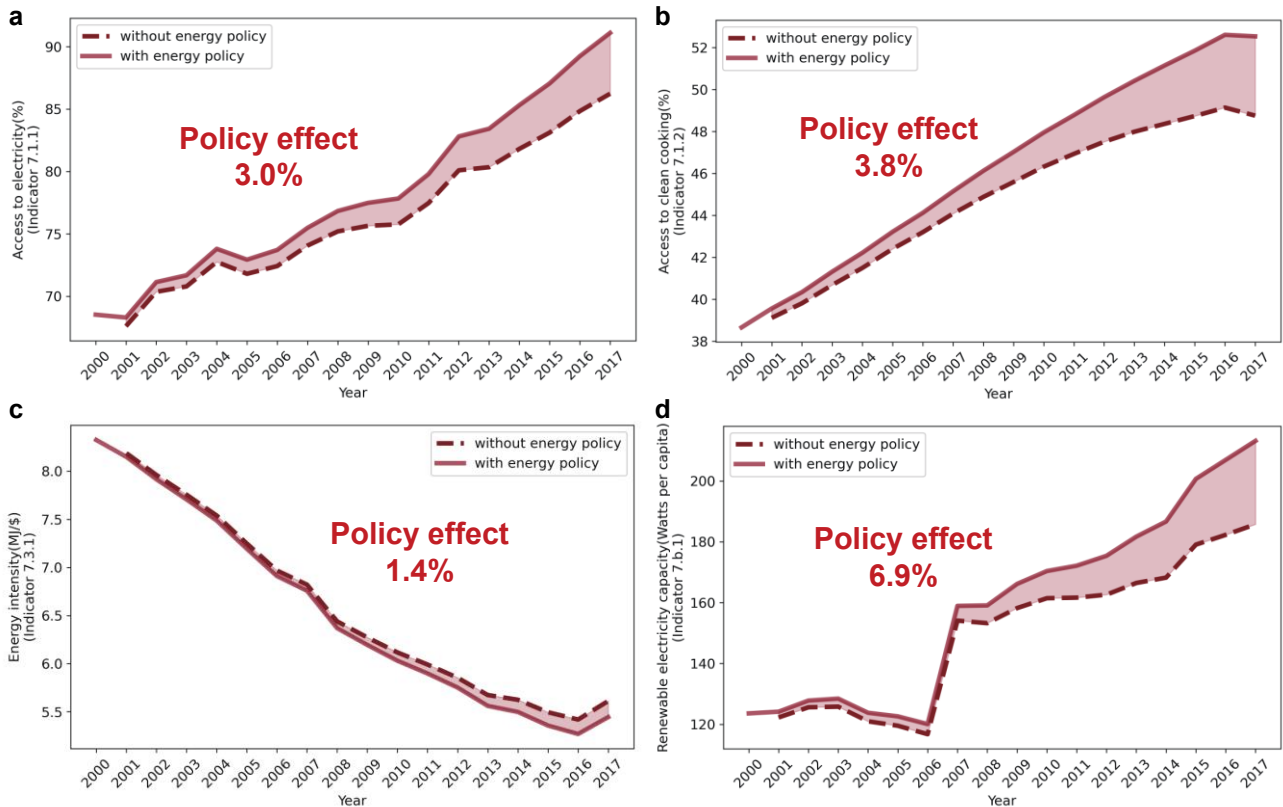 a
without energy policy
with energy policy
Policy effect
3.0%
Access to electricity(%)
(Indicator 7.1.1)
90
85
80
75
70
2000 2001 2002 2003 2004 2005 2006 2007 2008 2009 2010 2011 2012 2013 2014 2015 2016 2017
Year
b
without energy policy
with energy policy
Policy effect
3.8%
Access to clean cooking(%)
(Indicator 7.1.2)
52
50
48
46
44
42
40
38
2000 2001 2002 2003 2004 2005 2006 2007 2008 2009 2010 2011 2012 2013 2014 2015 2016 2017
Year
c
without energy policy
with energy policy
Policy effect
1.4%
Energy intensity(MJ/$)
(Indicator 7.3.1)
8.0
7.5
7.0
6.5
6.0
5.5
2000 2001 2002 2003 2004 2005 2006 2007 2008 2009 2010 2011 2012 2013 2014 2015 2016 2017
Year
d
without energy policy
with energy policy
Policy effect
6.9%
Renewable electricity capacity(Watts per capita)
(Indicator 7.b.1)
200
180
160
140
120
2000 2001 2002 2003 2004 2005 2006 2007 2008 2009 2010 2011 2012 2013 2014 2015 2016 2017
Year